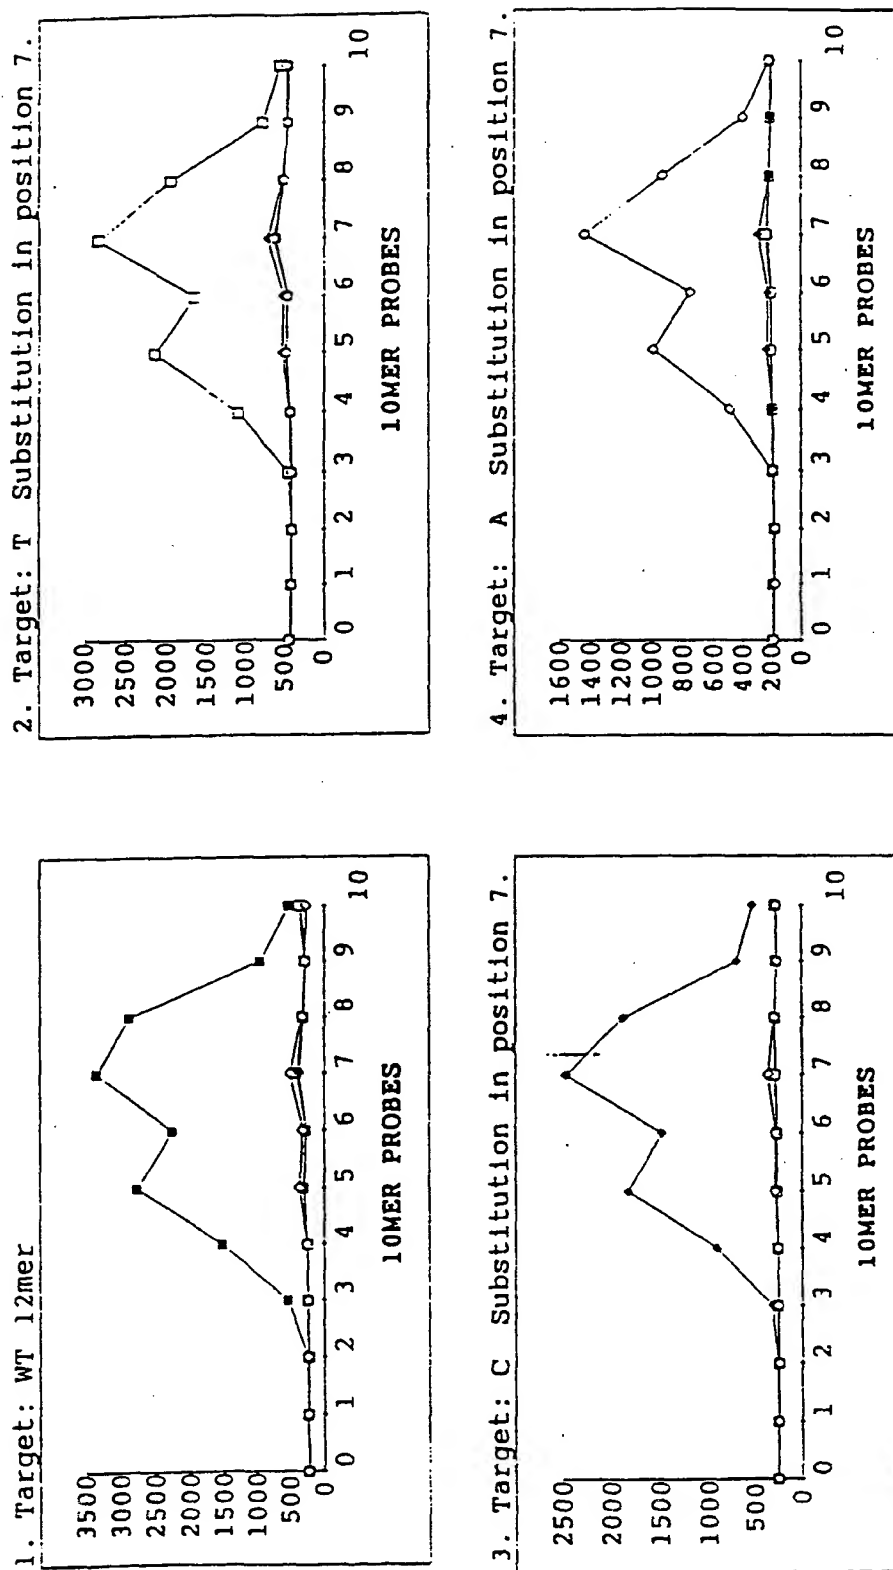 1. Target: WT 12mer
3500
3000
2500
2000
1500
1000
500
0
0 1 2 3 4 5 6 7 8 9 10
10MER PROBES
2. Target: T Substitution in position 7.
3000
2500
2000
1500
1000
500
0
0 1 2 3 4 5 6 7 8 9 10
10MER PROBES
3. Target: C Substitution in position 7.
2500
2000
1500
1000
500
0
0 1 2 3 4 5 6 7 8 9 10
10MER PROBES
4. Target: A Substitution in position 7.
1600
1400
1200
1000
800
600
400
200
0
0 1 2 3 4 5 6 7 8 9 10
10MER PROBES